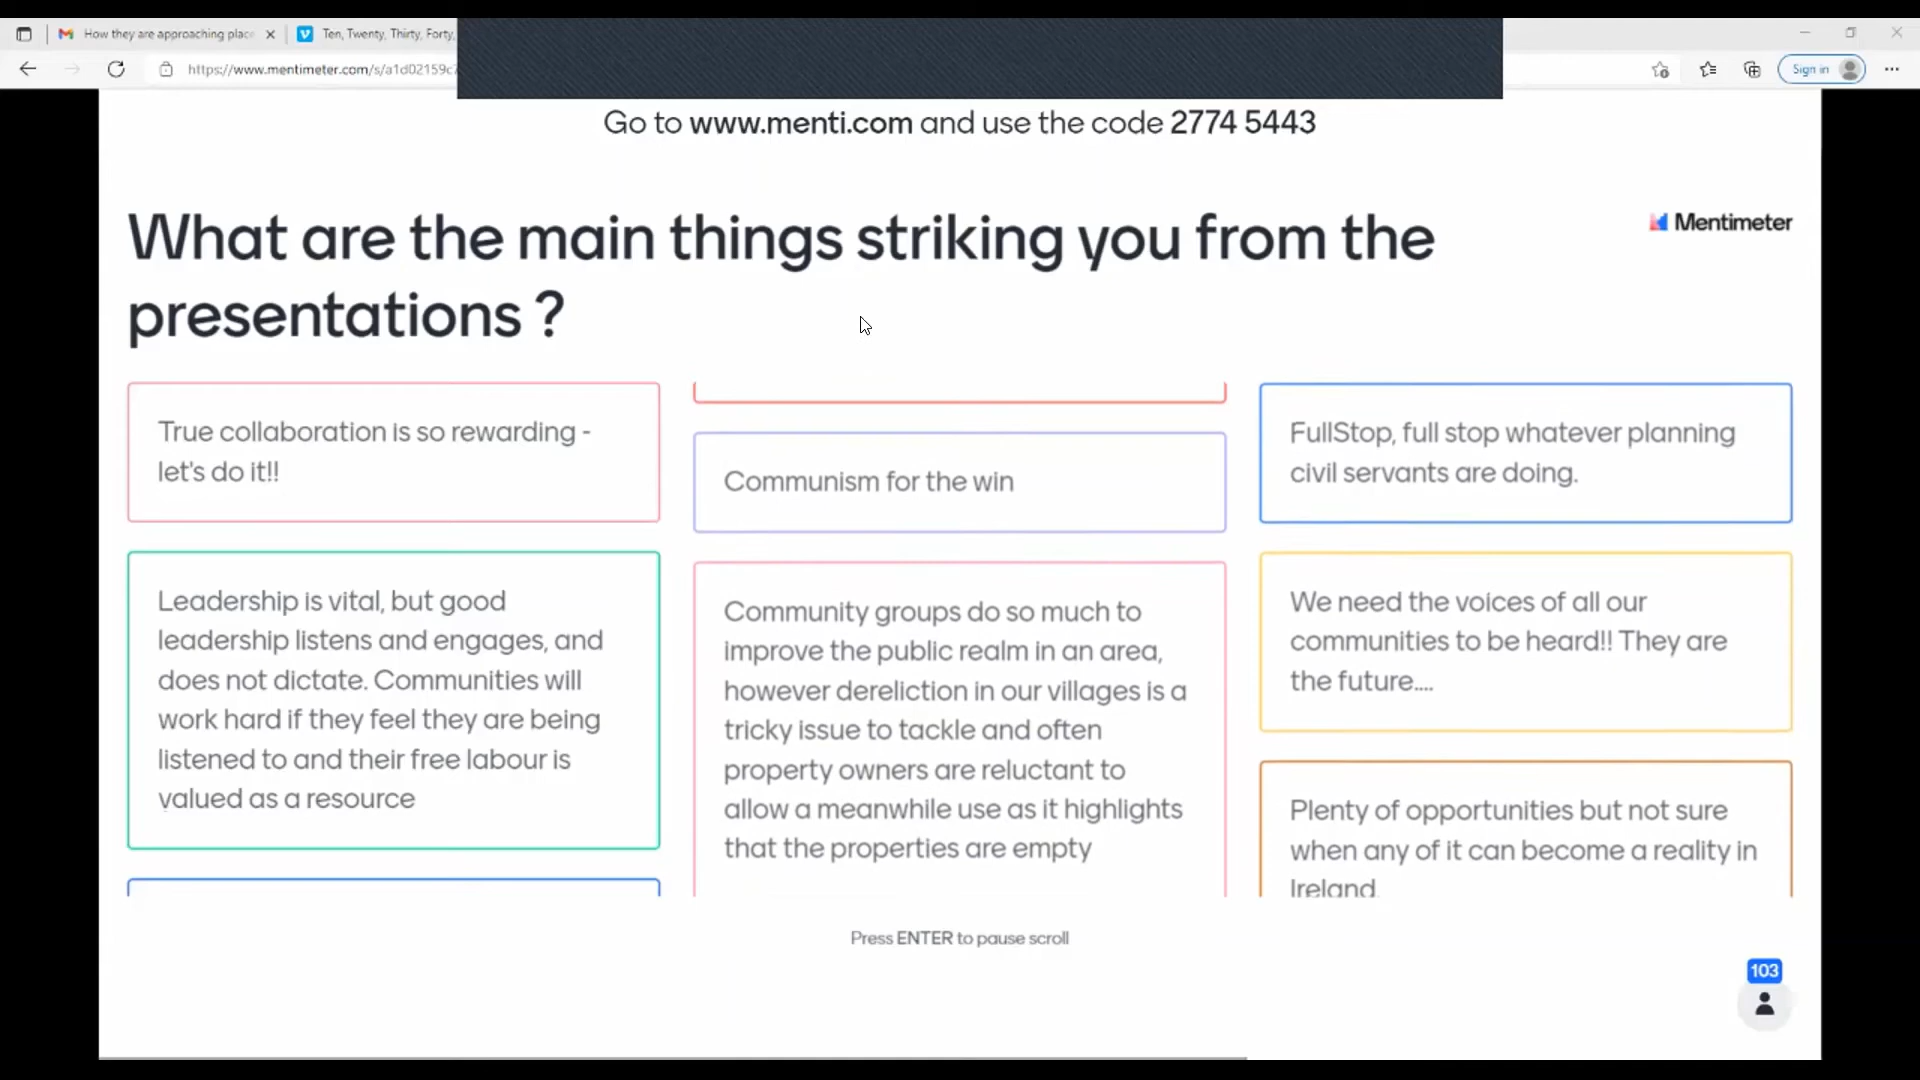 How they are approaching place
Ten, Twenty, Thirty, Forty,
https://www.mentimeter.com/s/a1d02159c
Sign in
Go to www.menti.com and use the code 2774 5443
What are the main things striking you from the
presentations ?
Mentimeter
True collaboration is so rewarding -
let's do it!!
Leadership is vital, but good
leadership listens and engages, and
does not dictate. Communities will
work hard if they feel they are being
listened to and their free labour is
valued as a resource
Communism for the win
Community groups do so much to
improve the public realm in an area,
however dereliction in our villages is a
tricky issue to tackle and often
property owners are reluctant to
allow a meanwhile use as it highlights
that the properties are empty
FullStop, full stop whatever planning
civil servants are doing.
We need the voices of all our
communities to be heard!! They are
the future....
Plenty of opportunities but not sure
when any of it can become a reality in
Ireland.
Press ENTER to pause scroll
103